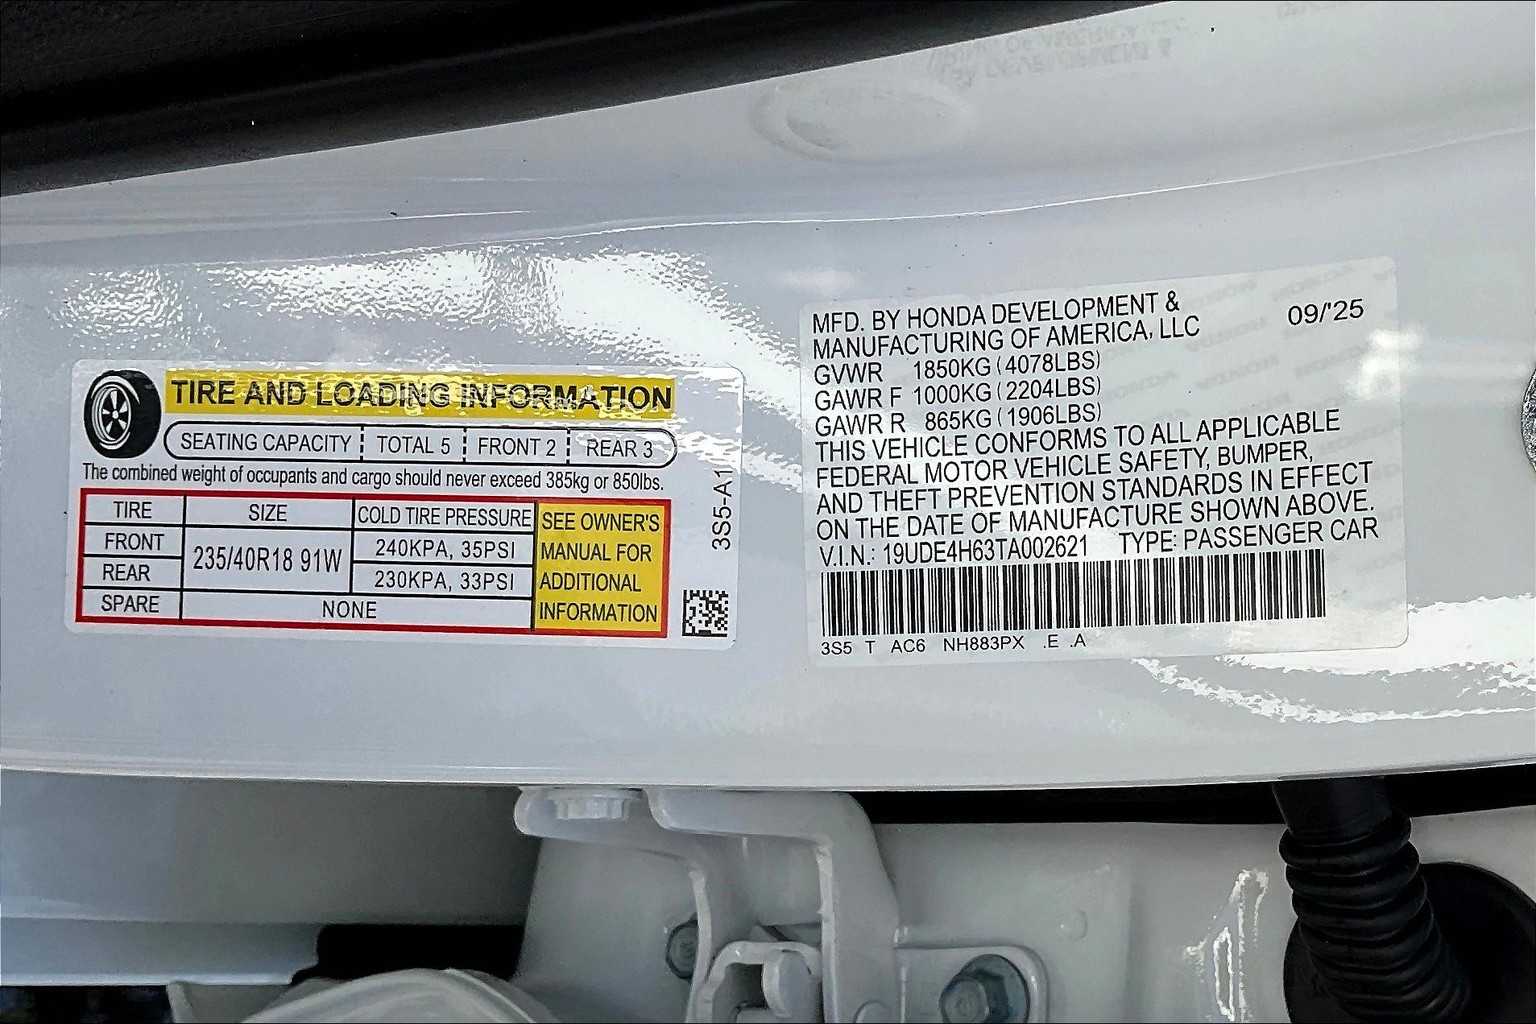 TIRE AND LOADING INFORMATION
SEATING CAPACITY TOTAL 5 FRONT 2 REAR 3
The combined weight of occupants and cargo should never exceed 385kg or 850lbs.
TIRE SIZE COLD TIRE PRESSURE
FRONT 235/40R18 91W 240KPA, 35PSI
REAR 230KPA, 33PSI
SPARE NONE
SEE OWNER'S
MANUAL FOR
ADDITIONAL
INFORMATION
3S5-A1
MFD. BY HONDA DEVELOPMENT & 09/'25
MANUFACTURING OF AMERICA, LLC
GVWR 1850KG (4078LBS)
GAWR F 1000KG (2204LBS)
GAWR R 865KG (1906LBS)
THIS VEHICLE CONFORMS TO ALL APPLICABLE
FEDERAL MOTOR VEHICLE SAFETY, BUMPER,
AND THEFT PREVENTION STANDARDS IN EFFECT
ON THE DATE OF MANUFACTURE SHOWN ABOVE.
V.I.N.: 19UDE4H63TA002621 TYPE: PASSENGER CAR
3S5 T AC6 NH883PX .E .A